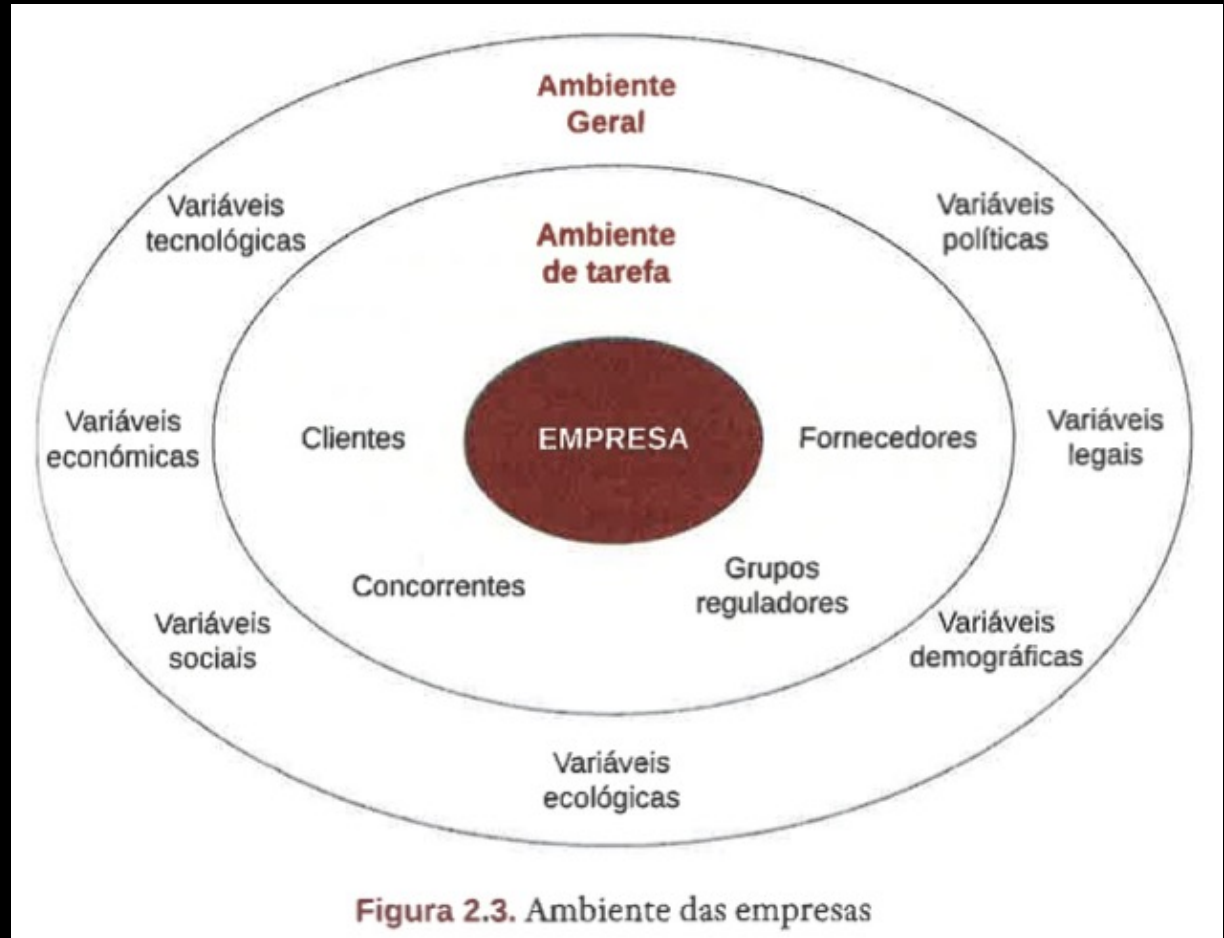 Ambiente
Geral
Variáveis
tecnológicas
Variáveis
políticas
Ambiente
de tarefa
Variáveis
económicas
Clientes
EMPRESA
Fornecedores
Variáveis
legais
Concorrentes
Grupos
reguladores
Variáveis
sociais
Variáveis
demográficas
Variáveis
ecológicas
Figura 2.3. Ambiente das empresas